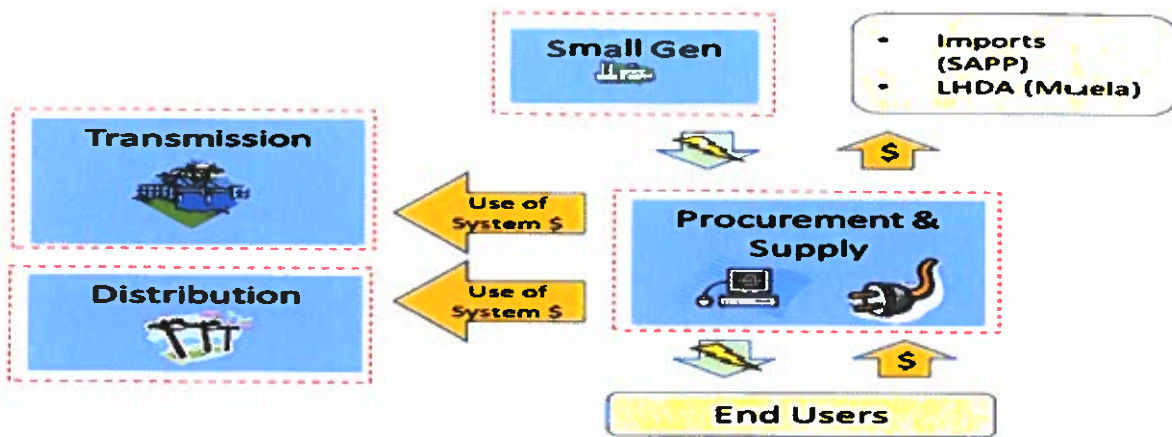 Small Gen
• Imports
(SAPP)
• LHDA (Muela)
$
Transmission
Use of
System $
Procurement &
Supply
Distribution
Use of
System $
$
End Users